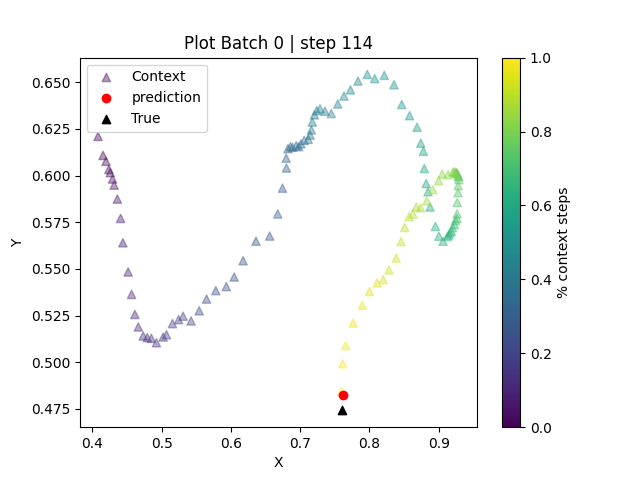 Plot Batch 0 | step 114
Context
prediction
True
Y
0.650
0.625
0.600
0.575
0.550
0.525
0.500
0.475
0.4 0.5 0.6 0.7 0.8 0.9
X
1.0
0.8
0.6
0.4
0.2
0.0
% context steps